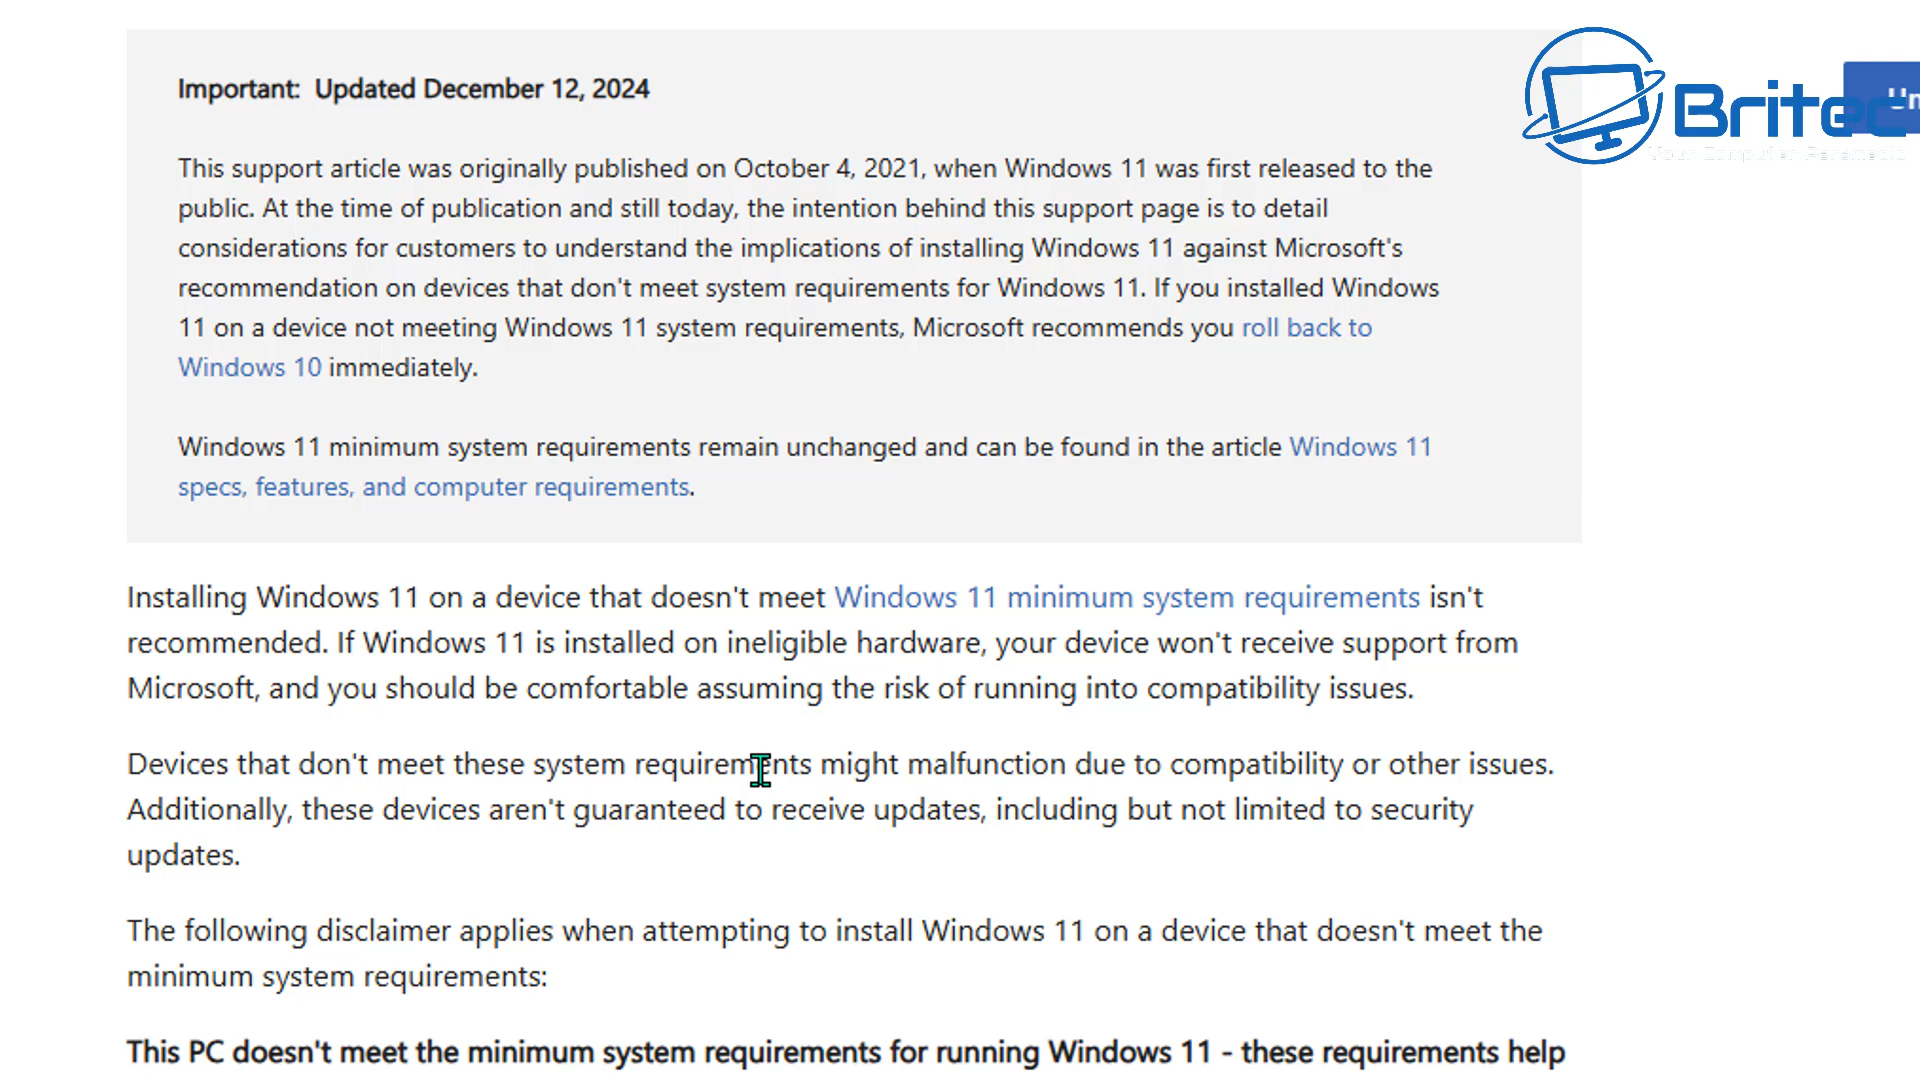 Important: Updated December 12, 2024
This support article was originally published on October 4, 2021, when Windows 11 was first released to the
public. At the time of publication and still today, the intention behind this support page is to detail
considerations for customers to understand the implications of installing Windows 11 against Microsoft's
recommendation on devices that don't meet system requirements for Windows 11. If you installed Windows
11 on a device not meeting Windows 11 system requirements, Microsoft recommends you roll back to
Windows 10 immediately.
Windows 11 minimum system requirements remain unchanged and can be found in the article Windows 11
specs, features, and computer requirements.
Britec
Your Computer Paramedic
Installing Windows 11 on a device that doesn't meet Windows 11 minimum system requirements isn't
recommended. If Windows 11 is installed on ineligible hardware, your device won't receive support from
Microsoft, and you should be comfortable assuming the risk of running into compatibility issues.
Devices that don't meet these system requirements might malfunction due to compatibility or other issues.
Additionally, these devices aren't guaranteed to receive updates, including but not limited to security
updates.
The following disclaimer applies when attempting to install Windows 11 on a device that doesn't meet the
minimum system requirements:
This PC doesn't meet the minimum system requirements for running Windows 11 - these requirements help